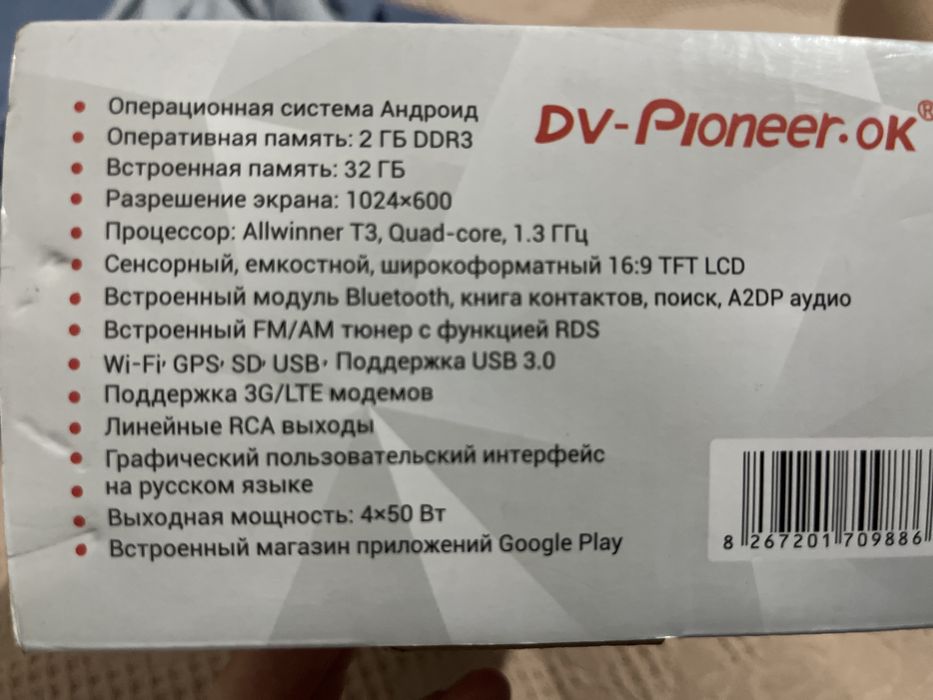 DV-Pioneer.OK®
Операционная система Андроид
Оперативная память: 2 ГБ DDR3
Встроенная память: 32 ГБ
Разрешение экрана: 1024×600
Процессор: Allwinner T3, Quad-core, 1.3 ГГц
Сенсорный, емкостной, широкоформатный 16:9 TFT LCD
Встроенный модуль Bluetooth, книга контактов, поиск, A2DP аудио
Встроенный FM/AM тюнер с функцией RDS
Wi-Fi, GPS, SD, USB, Поддержка USB 3.0
Поддержка 3G/LTE модемов
Линейные RCA выходы
Графический пользовательский интерфейс
на русском языке
Выходная мощность: 4×50 Вт
Встроенный магазин приложений Google Play
8 267201 709886